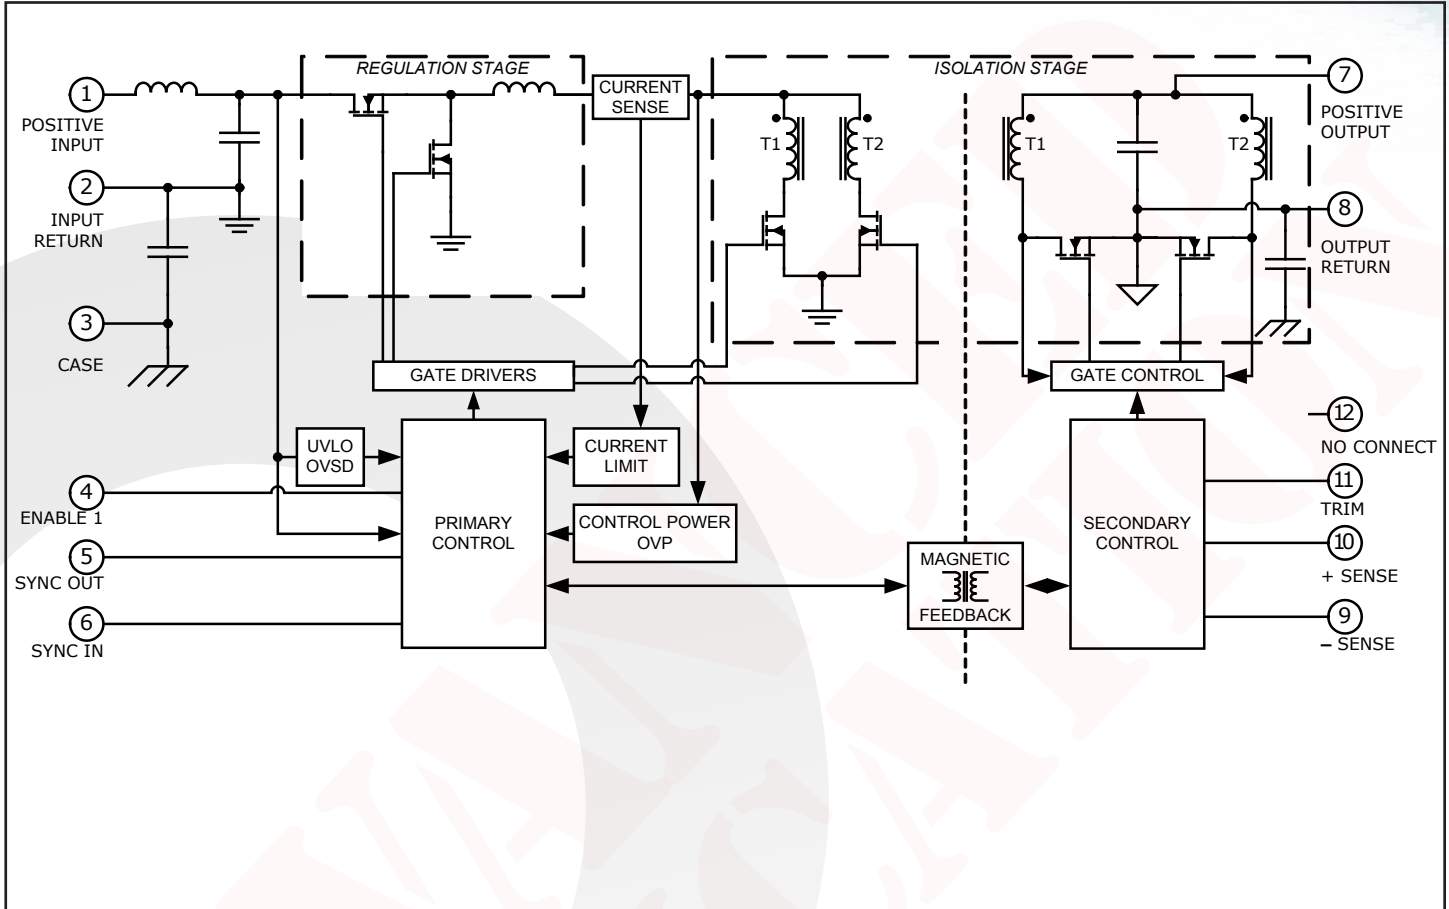 REGULATION STAGE
ISOLATION STAGE
1
POSITIVE
INPUT
2
INPUT
RETURN
3
CASE
CURRENT
SENSE
T1
T2
T1
T2
7
POSITIVE
OUTPUT
8
OUTPUT
RETURN
GATE DRIVERS
GATE CONTROL
UVLO
OVSD
CURRENT
LIMIT
4
ENABLE 1
5
SYNC OUT
6
SYNC IN
PRIMARY
CONTROL
CONTROL POWER
OVP
MAGNETIC
FEEDBACK
SECONDARY
CONTROL
12
NO CONNECT
11
TRIM
10
+ SENSE
9
– SENSE